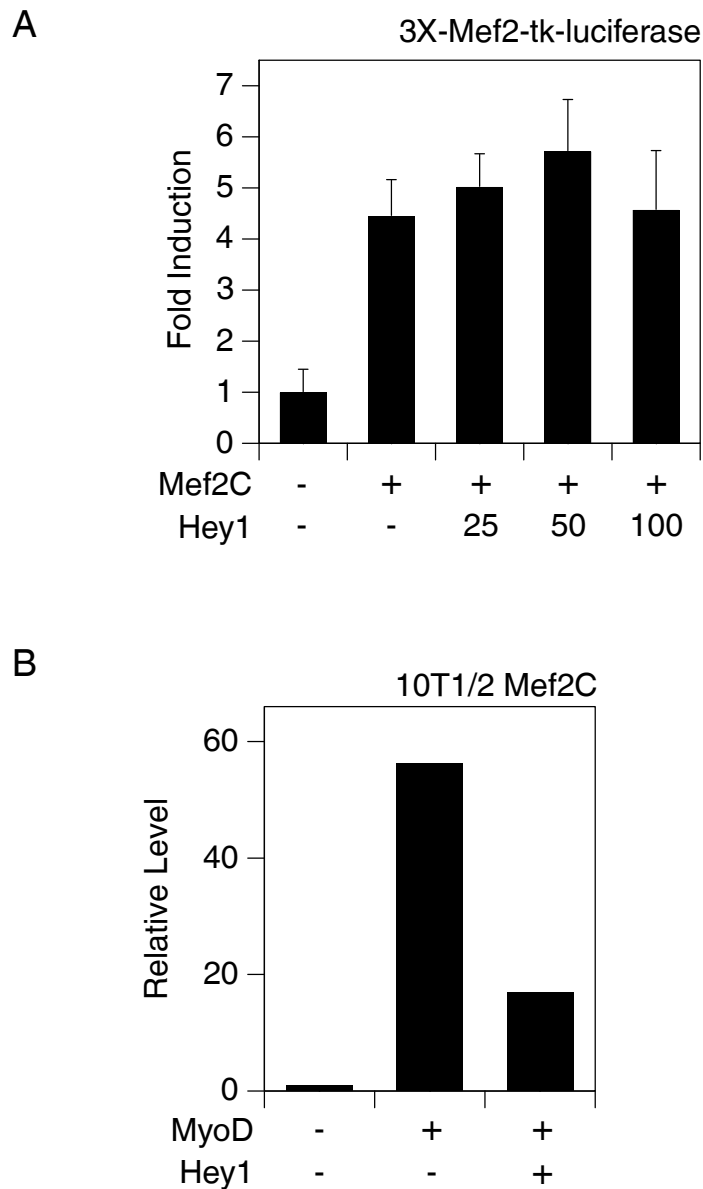 A
3X-Mef2-tk-luciferase
7
6
5
4
3
2
1
0
Fold Induction
Mef2C - + + + +
Hey1 - - 25 50 100
B
10T1/2 Mef2C
60
40
20
0
Relative Level
MyoD - + +
Hey1 - - +